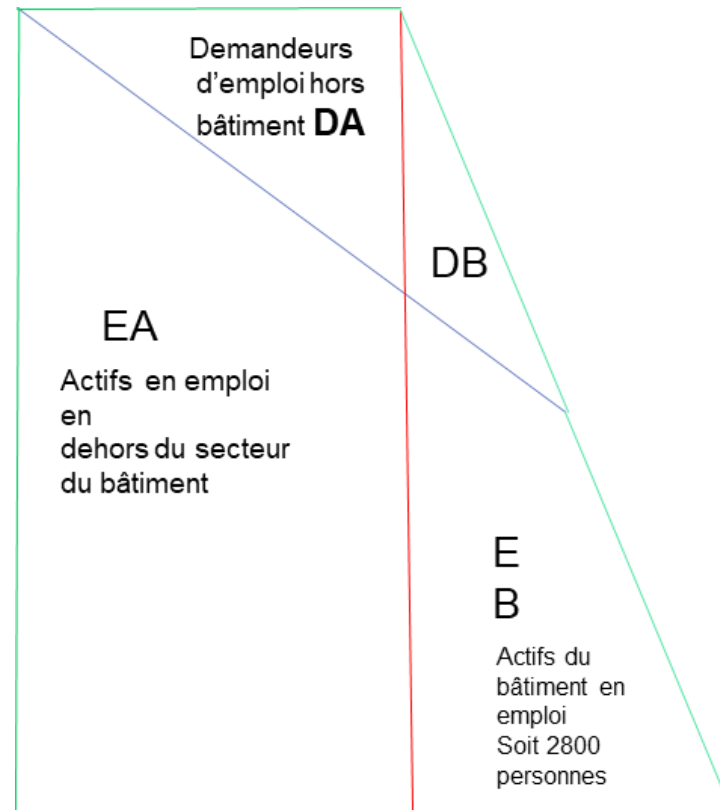 Demandeurs
d'emploi hors
bâtiment DA
DB
EA
Actifs en emploi
en
dehors du secteur
du bâtiment
E
B
Actifs du
bâtiment en
emploi
Soit 2800
personnes